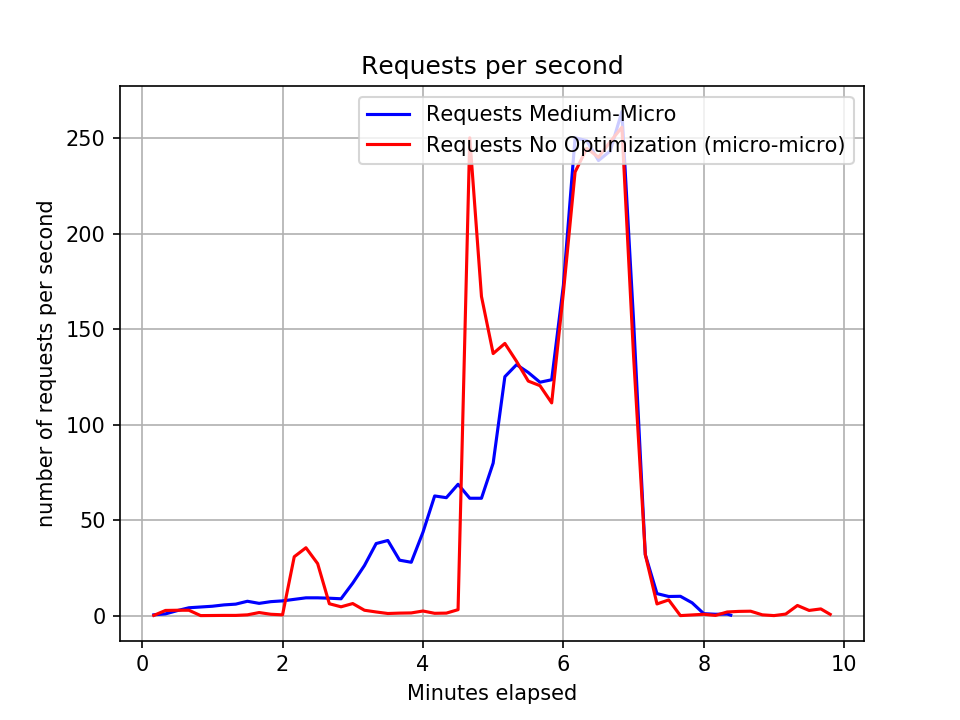 Requests per second
Requests Medium-Micro
Requests No Optimization (micro-micro)
250
200
150
100
50
0
number of requests per second
0 2 4 6 8 10
Minutes elapsed